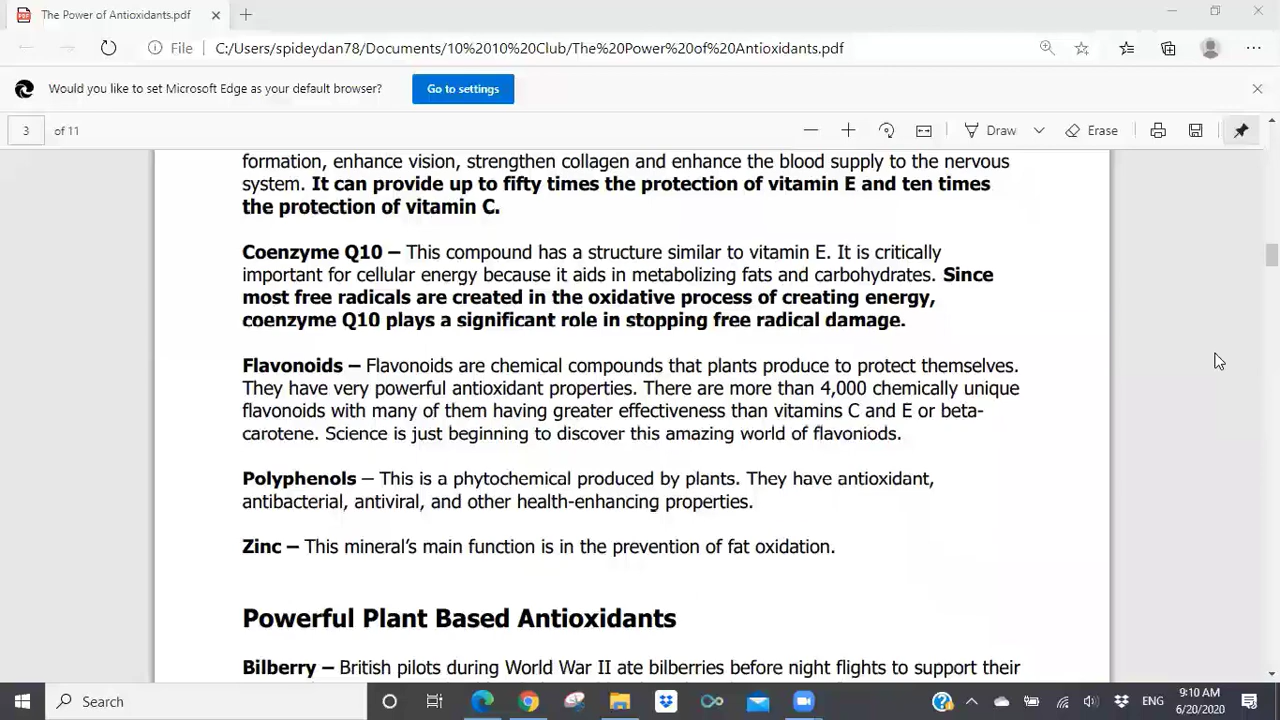 The Power of Antioxidants.pdf
File C:/Users/spideydan78/Documents/10%2010%20Club/The%20Power%20of%20Antioxidants.pdf
Would you like to set Microsoft Edge as your default browser? Go to settings
3 of 11 Draw Erase
formation, enhance vision, strengthen collagen and enhance the blood supply to the nervous
system. It can provide up to fifty times the protection of vitamin E and ten times
the protection of vitamin C.
Coenzyme Q10 – This compound has a structure similar to vitamin E. It is critically
important for cellular energy because it aids in metabolizing fats and carbohydrates. Since
most free radicals are created in the oxidative process of creating energy,
coenzyme Q10 plays a significant role in stopping free radical damage.
Flavonoids – Flavonoids are chemical compounds that plants produce to protect themselves.
They have very powerful antioxidant properties. There are more than 4,000 chemically unique
flavonoids with many of them having greater effectiveness than vitamins C and E or beta-
carotene. Science is just beginning to discover this amazing world of flavoniods.
Polyphenols – This is a phytochemical produced by plants. They have antioxidant,
antibacterial, antiviral, and other health-enhancing properties.
Zinc – This mineral's main function is in the prevention of fat oxidation.
Powerful Plant Based Antioxidants
Bilberry – British pilots during World War II ate bilberries before night flights to support their
Search
ENG
9:10 AM
6/20/2020